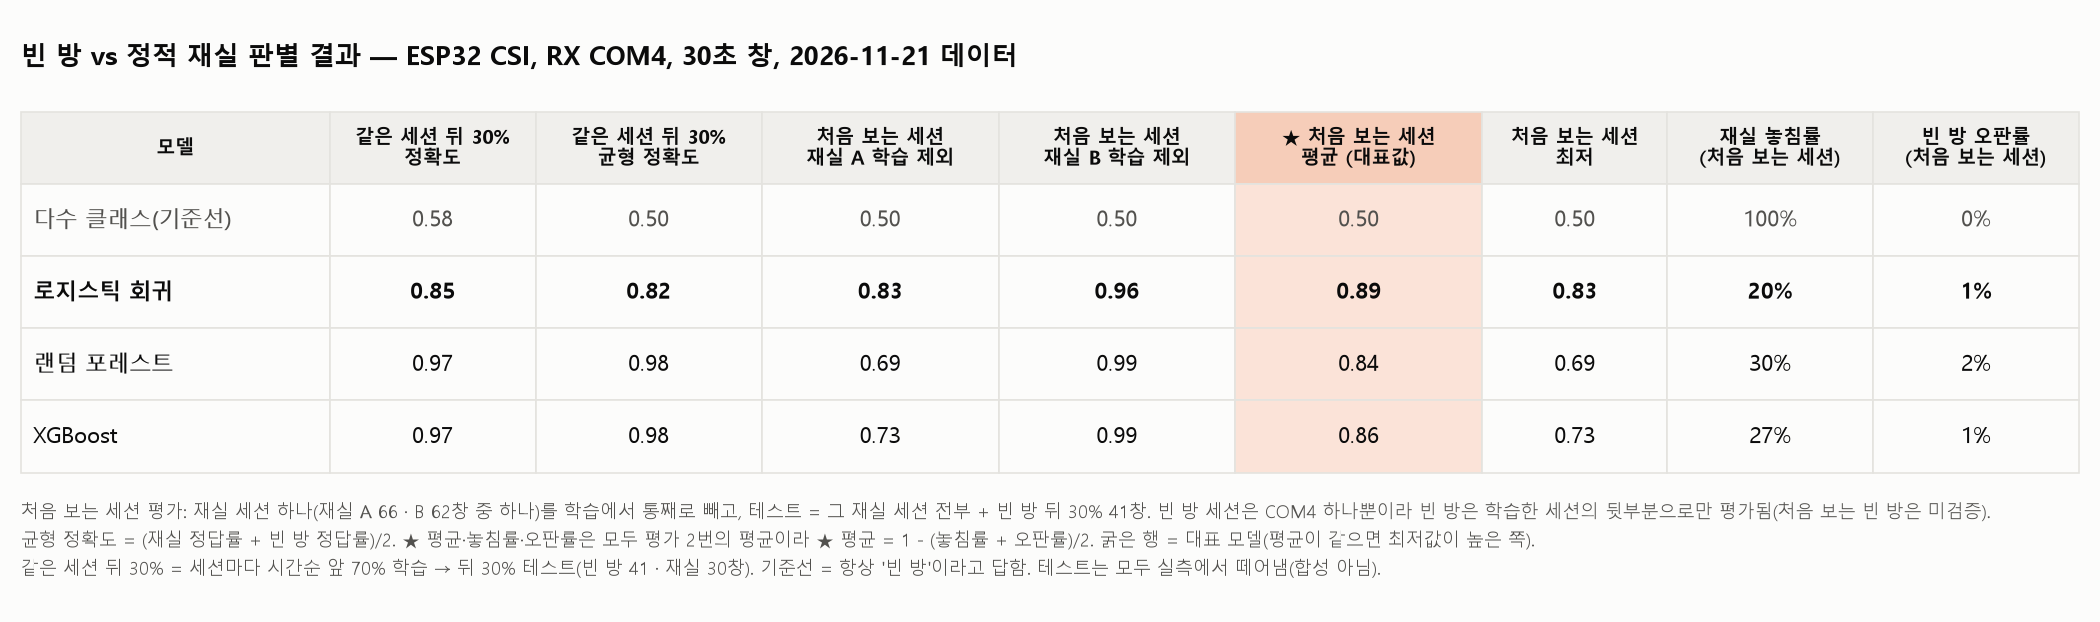 빈 방 vs 정적 재실 판별 결과 — ESP32 CSI, RX COM4, 30초 창, 2026-11-21 데이터
모델
같은 세션 뒤 30%
정확도
같은 세션 뒤 30%
균형 정확도
처음 보는 세션
재실 A 학습 제외
처음 보는 세션
재실 B 학습 제외
★ 처음 보는 세션
평균 (대표값)
처음 보는 세션
최저
재실 놓침률
(처음 보는 세션)
빈 방 오판률
(처음 보는 세션)
다수 클래스(기준선) 0.58 0.50 0.50 0.50 0.50 0.50 100% 0%
로지스틱 회귀 0.85 0.82 0.83 0.96 0.89 0.83 20% 1%
랜덤 포레스트 0.97 0.98 0.69 0.99 0.84 0.69 30% 2%
XGBoost 0.97 0.98 0.73 0.99 0.86 0.73 27% 1%
처음 보는 세션 평가: 재실 세션 하나(재실 A 66 · B 62창 중 하나)를 학습에서 통째로 빼고, 테스트 = 그 재실 세션 전부 + 빈 방 뒤 30% 41창. 빈 방 세션은 COM4 하나뿐이라 빈 방은 학습한 세션의 뒷부분으로만 평가됨(처음 보는 빈 방은 미검증).
균형 정확도 = (재실 정답률 + 빈 방 정답률)/2. ★ 평균·놓침률·오판률은 모두 평가 2번의 평균이라 ★ 평균 = 1 - (놓침률 + 오판률)/2. 굵은 행 = 대표 모델(평균이 같으면 최저값이 높은 쪽).
같은 세션 뒤 30% = 세션마다 시간순 앞 70% 학습 → 뒤 30% 테스트(빈 방 41 · 재실 30창). 기준선 = 항상 '빈 방'이라고 답함. 테스트는 모두 실측에서 떼어냄(합성 아님).